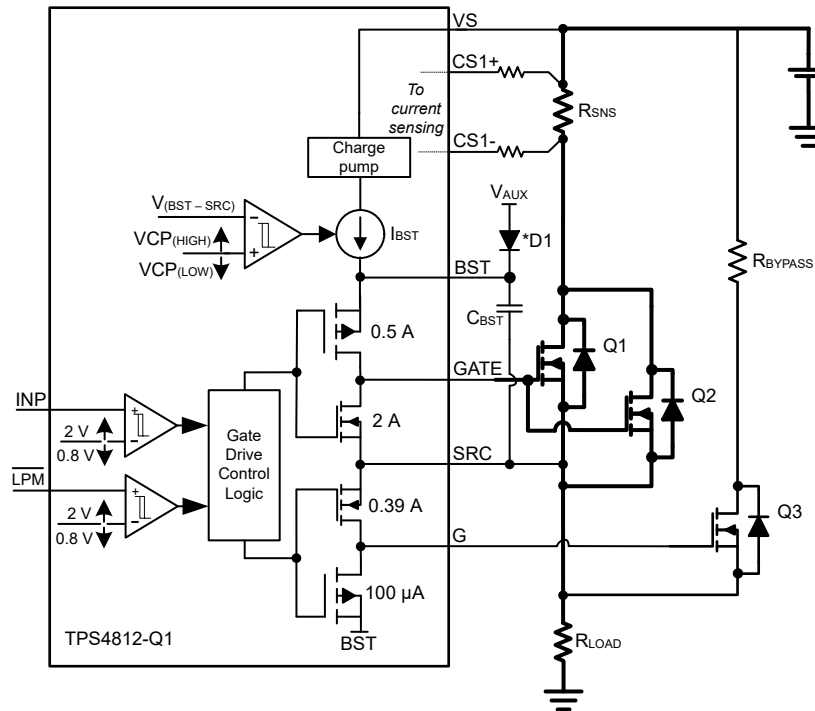 VS
CS1+
To
current
sensing
RSNS
CS1-
Charge
pump
VAUX
V(BST – SRC)
*D1
IBST
VCP(HIGH)
VCP(LOW)
BST
RBYPASS
CBST
0.5 A
Q1
GATE
Q2
INP
2 A
2 V
0.8 V
Gate
Drive
Control
Logic
SRC
LPM
0.39 A
Q3
2 V
0.8 V
G
100 µA
TPS4812-Q1
BST
RLOAD